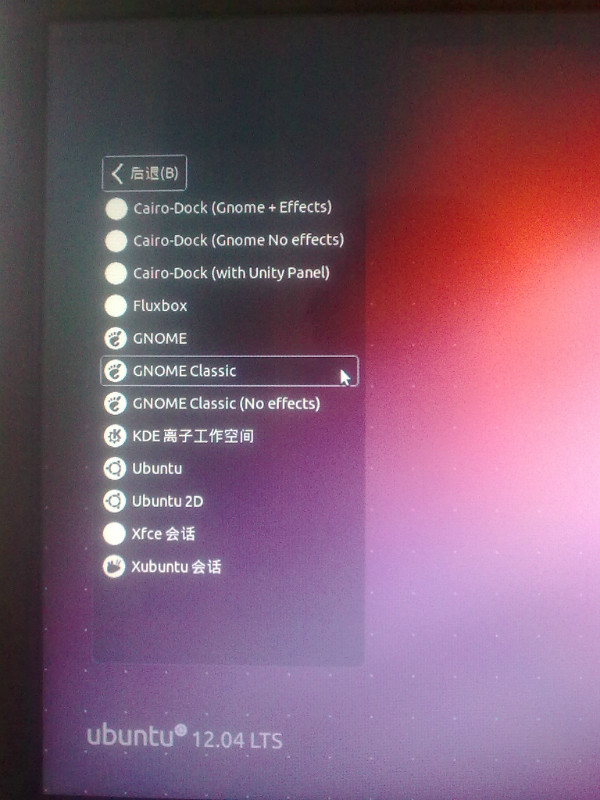 后退(B)
Cairo-Dock (Gnome + Effects)
Cairo-Dock (Gnome No effects)
Cairo-Dock (with Unity Panel)
Fluxbox
GNOME
GNOME Classic
GNOME Classic (No effects)
KDE 离子工作空间
Ubuntu
Ubuntu 2D
Xfce 会话
Xubuntu 会话
ubuntu 12.04 LTS